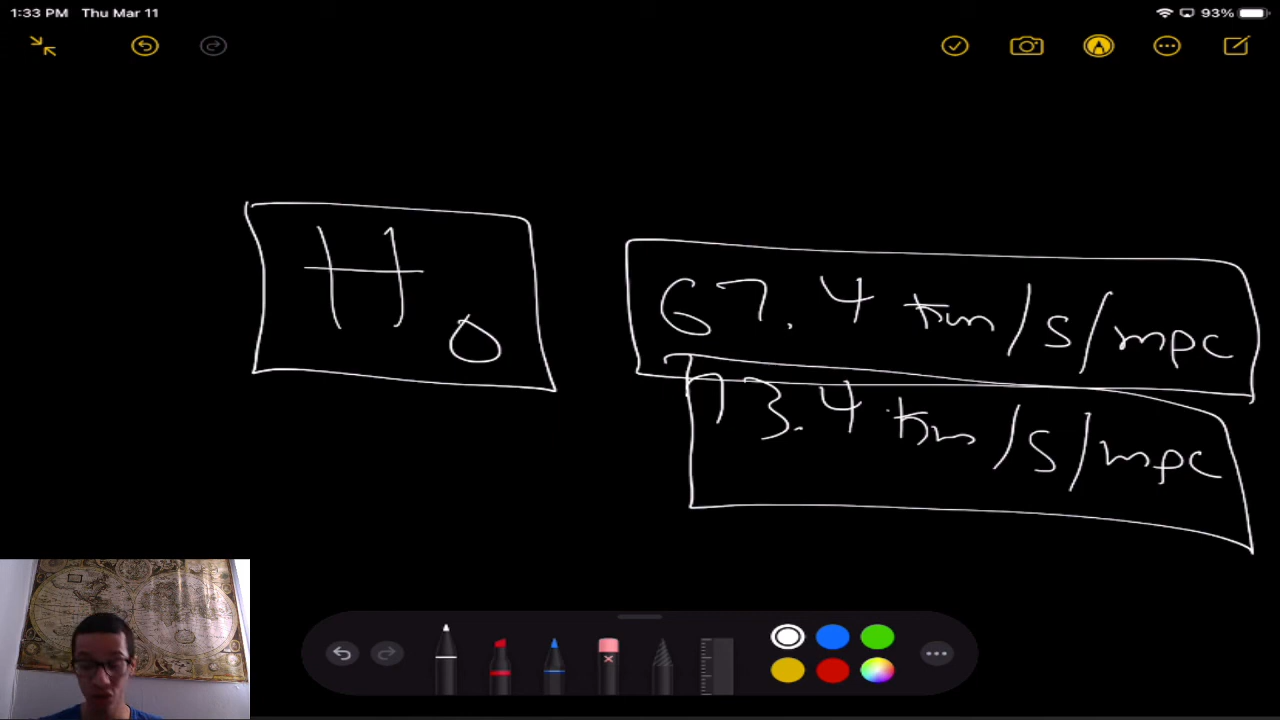 1:33 PM Thu Mar 11
93%
H₀
67.4 km/s/mpc
73.4 km/s/mpc